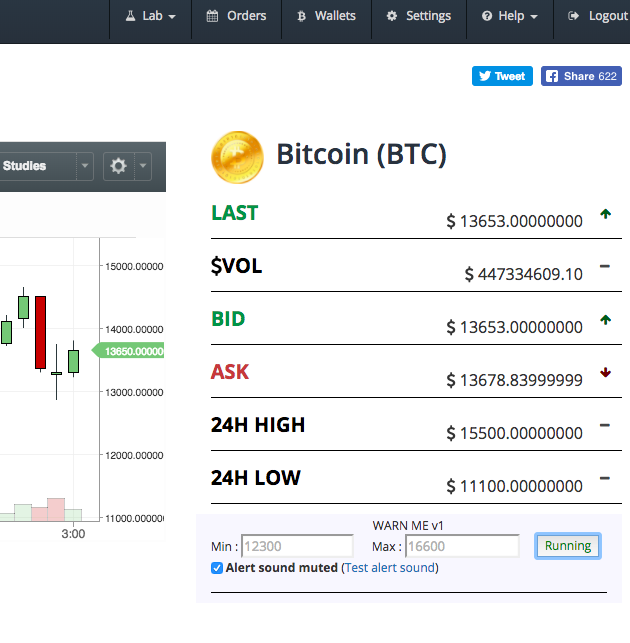 Lab Orders Wallets Settings Help Logout
Tweet Share 622
Studies
Bitcoin (BTC)
LAST $ 13653.00000000
$VOL $ 447334609.10
BID $ 13653.00000000
ASK $ 13678.83999999
24H HIGH $ 15500.00000000
24H LOW $ 11100.00000000
15000.00000
14000.00000
13650.00000
13000.00000
12000.00000
11000.00000
3:00
WARN ME v1
Min : 12300 Max : 16600 Running
Alert sound muted (Test alert sound)